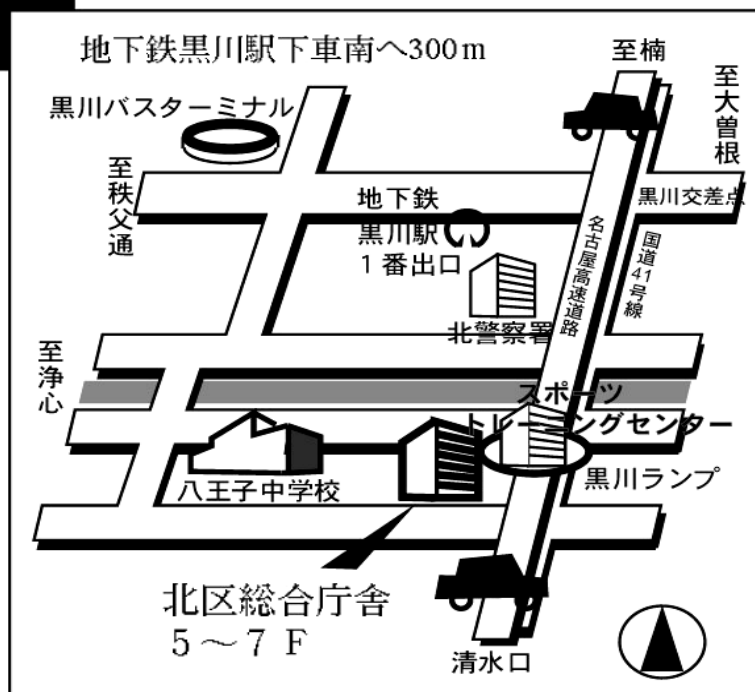 地下鉄黒川駅下車南へ300m
至楠
至大曽根
黒川バスターミナル
至秩父通
地下鉄
黒川駅
1番出口
黒川交差点
名古屋高速道路
国道41号線
北警察署
至浄心
スポーツ
トレーニングセンター
八王子中学校
黒川ランプ
北区総合庁舎
5～7F
清水口